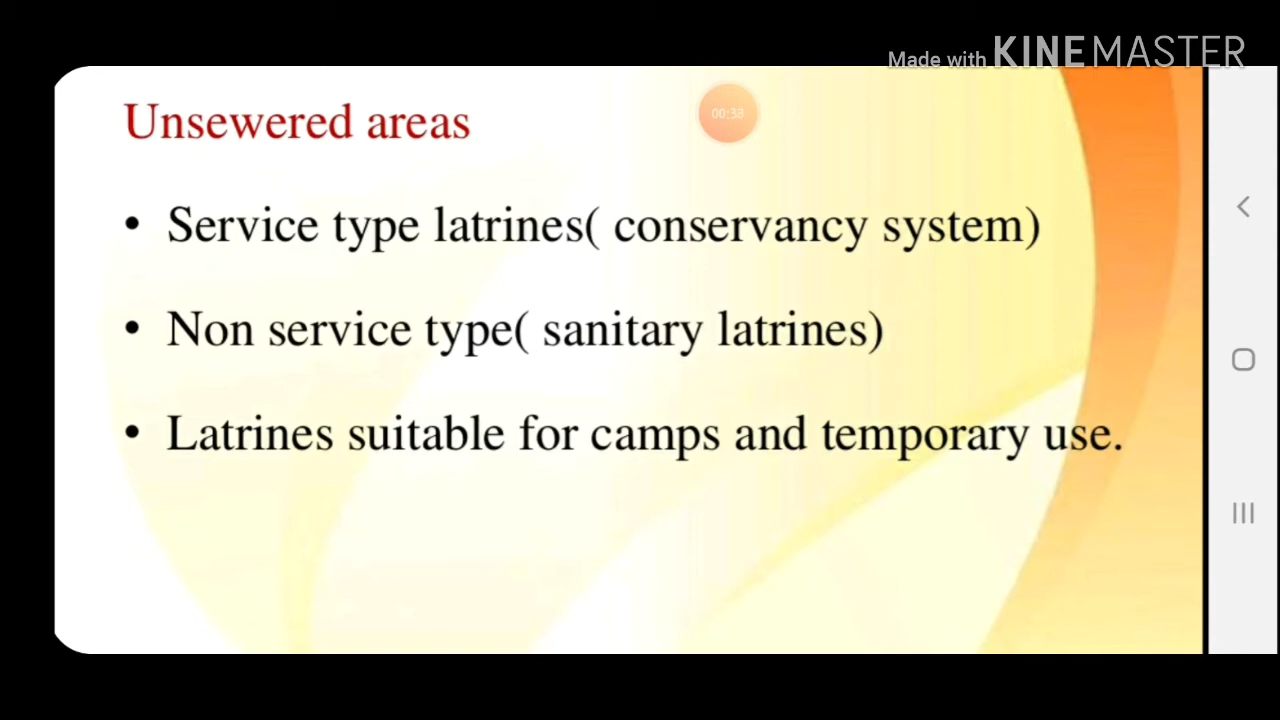 Made with KINEMASTER
Unsewered areas
00:38
• Service type latrines( conservancy system)
• Non service type( sanitary latrines)
• Latrines suitable for camps and temporary use.